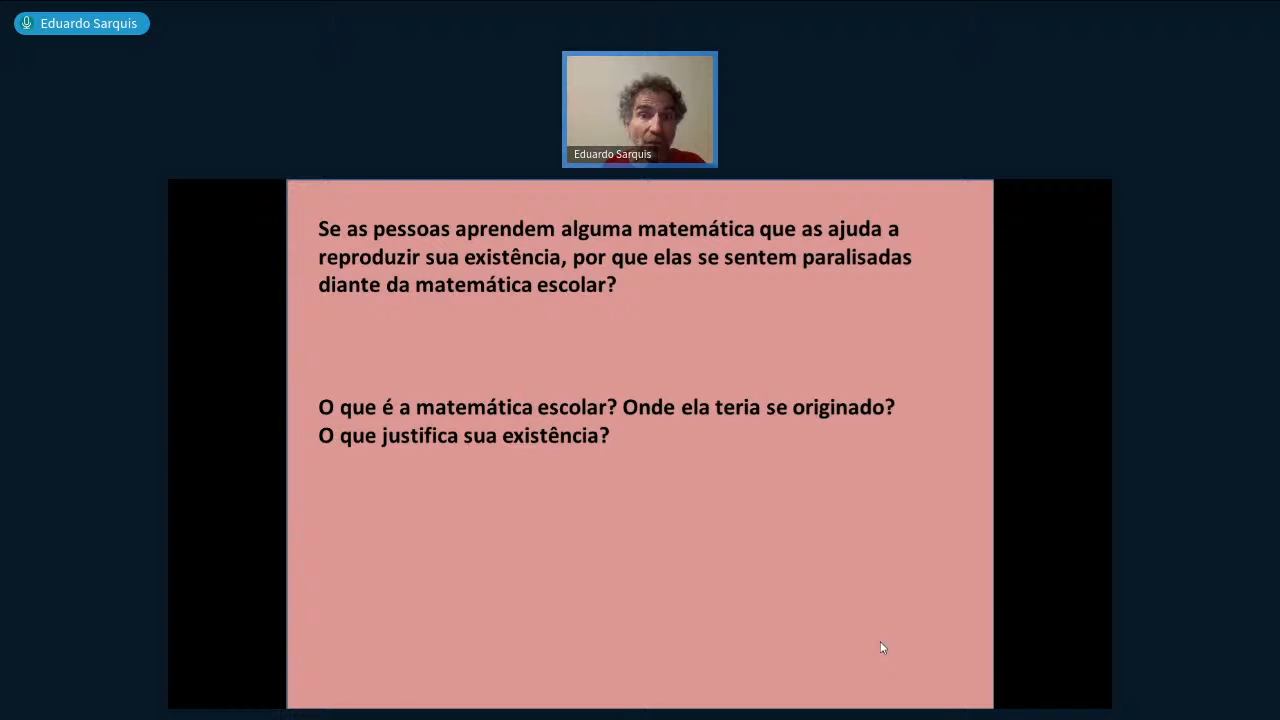 Eduardo Sarquis
Eduardo Sarquis
Se as pessoas aprendem alguma matemática que as ajuda a
reproduzir sua existência, por que elas se sentem paralisadas
diante da matemática escolar?
O que é a matemática escolar? Onde ela teria se originado?
O que justifica sua existência?